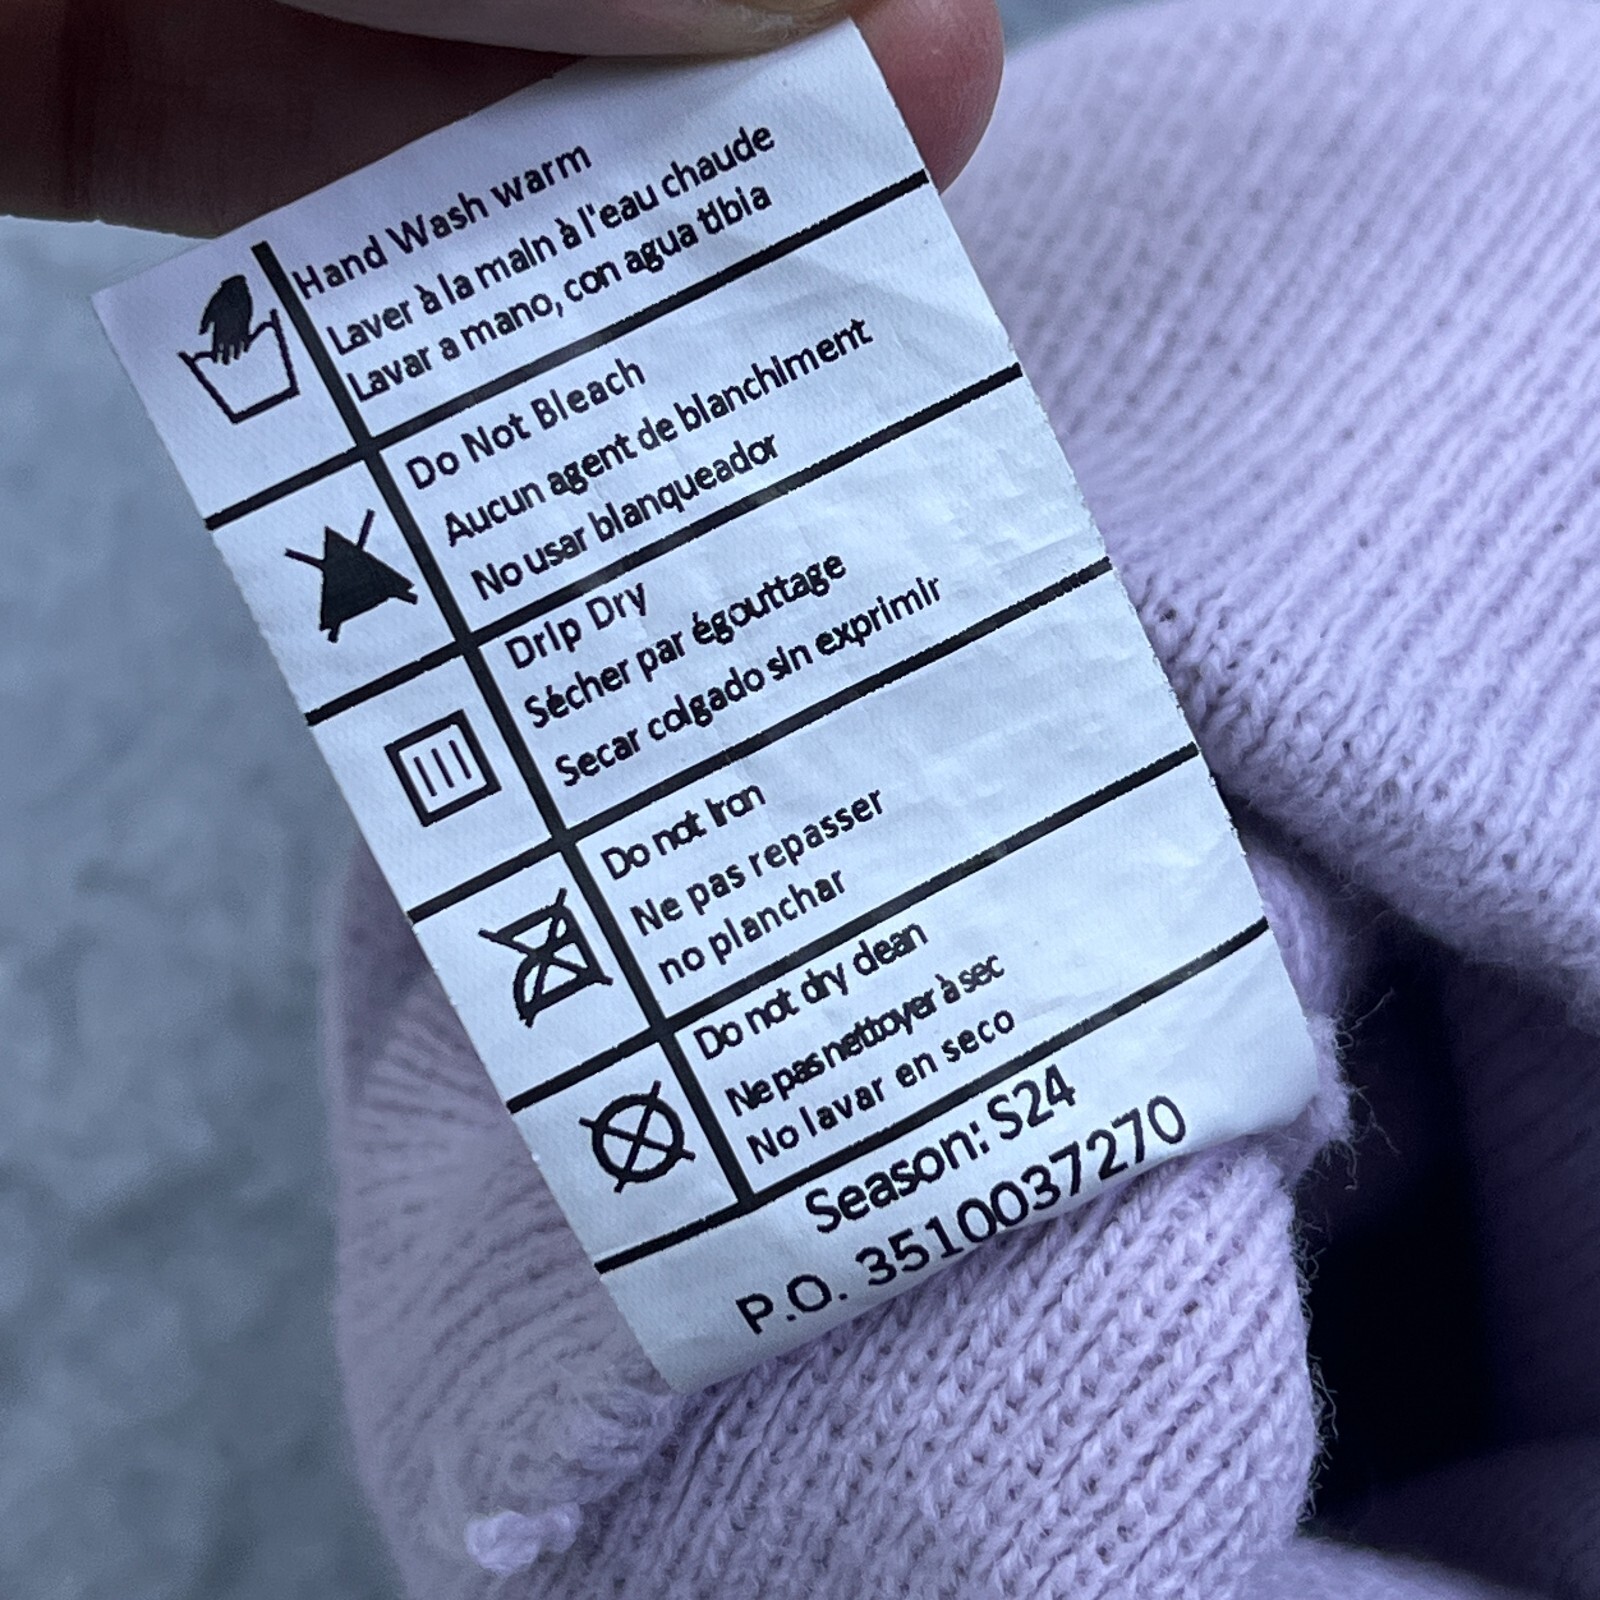 Hand Wash warm
Laver à la main à l'eau chaude
Lavar a mano, con agua tibia
Do Not Bleach
Aucun agent de blanchiment
No usar blanqueador
Drip Dry
Sécher par égouttage
Secar colgado sin exprimir
Do not Iron
Ne pas repasser
no planchar
Do not dry clean
Ne pas nettoyer à sec
No lavar en seco
Season: S24
P.O. 3510037270